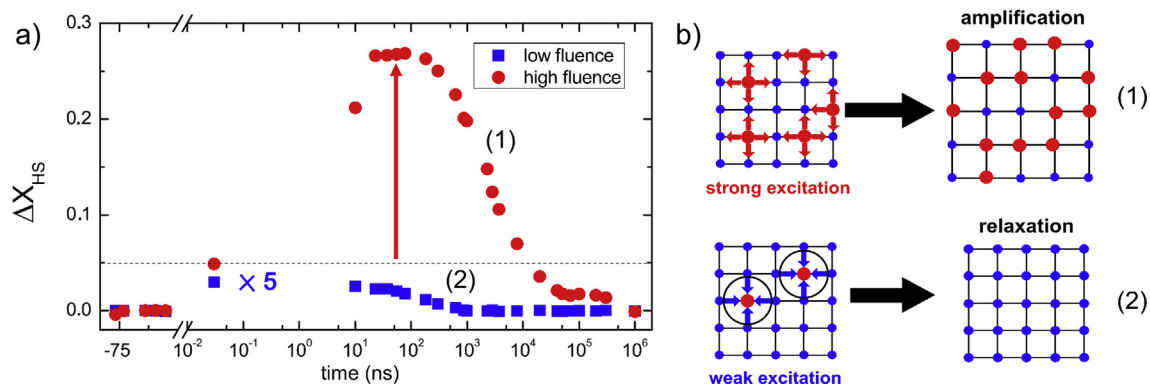 a)
ΔX_HS
0.3
0.2
0.1
0.0
low fluence
high fluence
(1)
(2)
× 5
-75
10^-2
10^-1
10^0
10^1
10^2
10^3
10^4
10^5
10^6
time (ns)
b)
amplification
(1)
strong excitation
relaxation
(2)
weak excitation